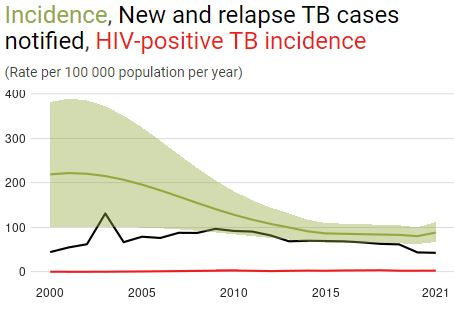 Incidence, New and relapse TB cases
notified, HIV-positive TB incidence
(Rate per 100 000 population per year)
400
300
200
100
0
2000 2005 2010 2015 2021